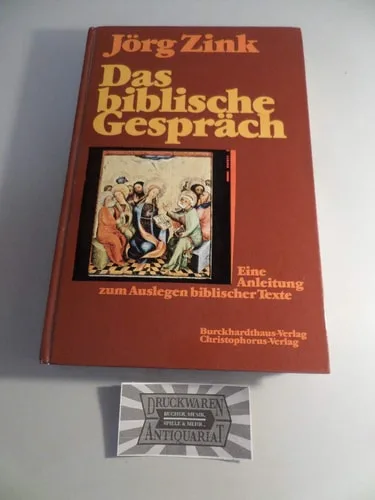 Jörg Zink
Das
biblische
Gespräch
Eine
Anleitung
zum Auslegen biblischer Texte
Burckhardthaus-Verlag
Christophorus-Verlag
DRUCKWAREN
BÜCHER, MUSIK,
SPIELE & MEHR...
ANTIQUARIAT